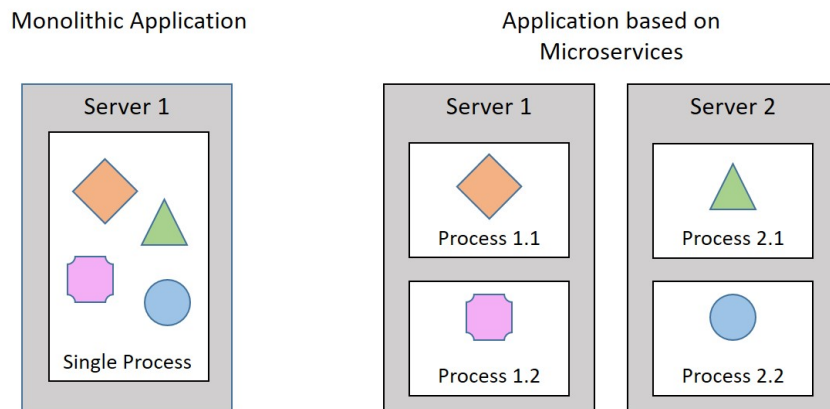 Monolithic Application
Server 1
Single Process
Application based on
Microservices
Server 1
Process 1.1
Process 1.2
Server 2
Process 2.1
Process 2.2